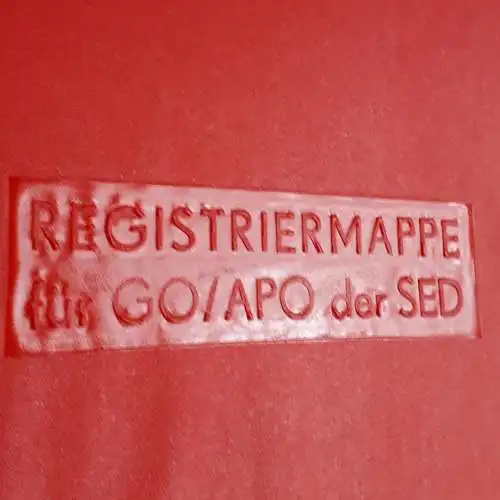 REGISTRIERMAPPE
für GO/APO der SED